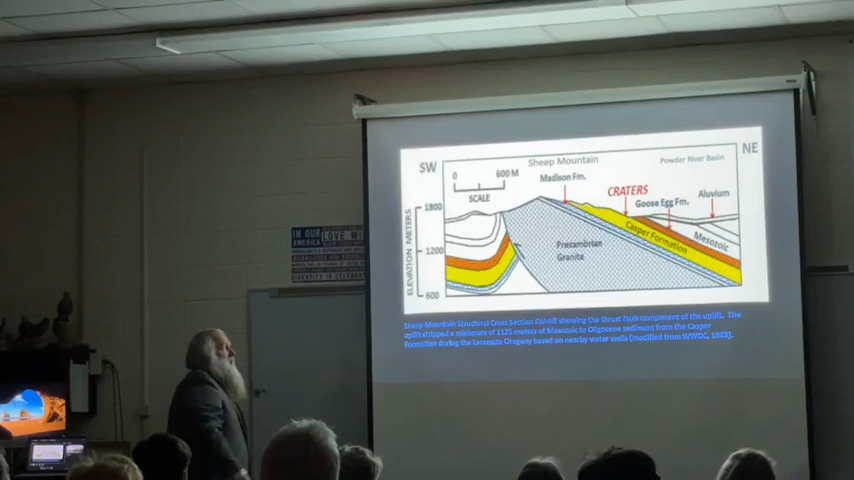 SW
NE
Sheep Mountain
Powder River Basin
0 600 M
SCALE
Madison Fm.
CRATERS
Goose Egg Fm.
Aluvium
1800
1200
600
ELEVATION METERS
Precambrian
Granite
Casper Formation
Mesozoic
Sheep Mountain Structural Cross Section SW-NE showing the thrust fault component of the uplift. The
uplift stripped a minimum of 1125 meters of Mesozoic to Oligocene sediment from the Casper
Formation during the Laramide Orogeny based on nearby water wells (modified from WWDC,
IN OUR
AMERICA
LOVE WI